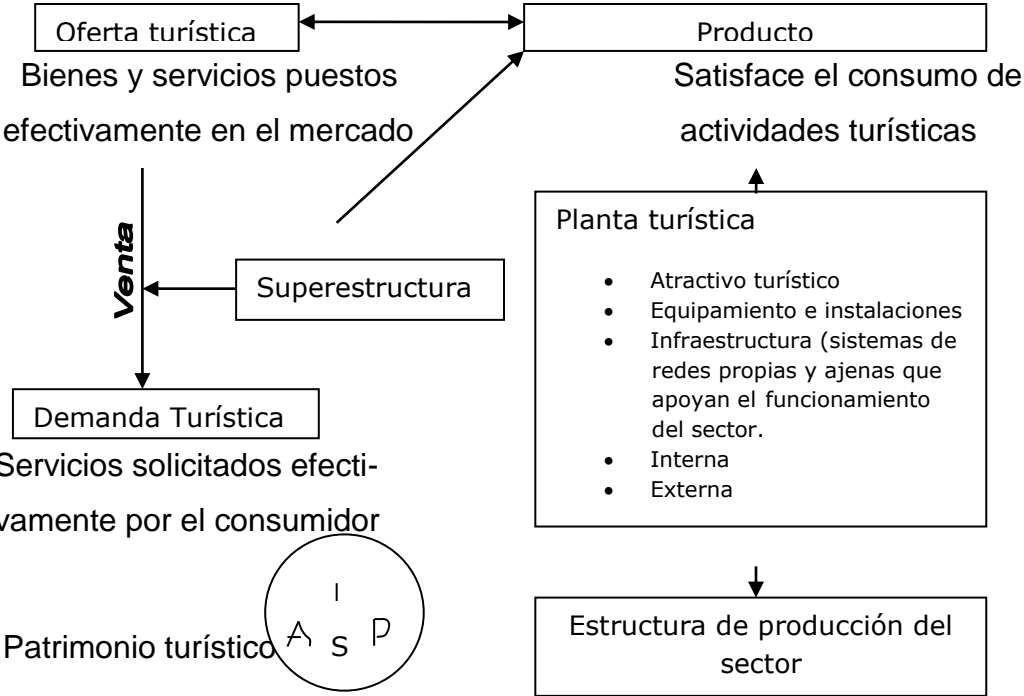 Oferta turística
Producto
Bienes y servicios puestos
efectivamente en el mercado
Satisface el consumo de
actividades turísticas
Venta
Superestructura
Planta turística
• Atractivo turístico
• Equipamiento e instalaciones
• Infraestructura (sistemas de
redes propias y ajenas que
apoyan el funcionamiento
del sector.
• Interna
• Externa
Demanda Turística
Servicios solicitados efecti-
vamente por el consumidor
Patrimonio turístico
I
A S P
Estructura de producción del
sector